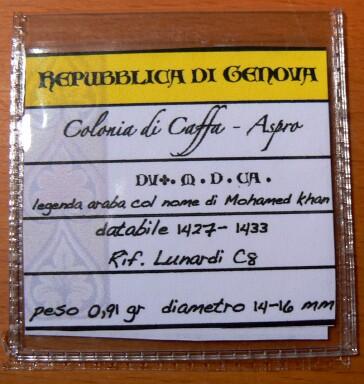 REPUBBLICA DI GENOVA
Colonia di Caffa - Aspro
DU✠. M . D . CA .
legenda araba col nome di Mohamed Khan
databile 1427- 1433
Rif. Lunardi C8
peso 0,91 gr diametro 14-16 mm